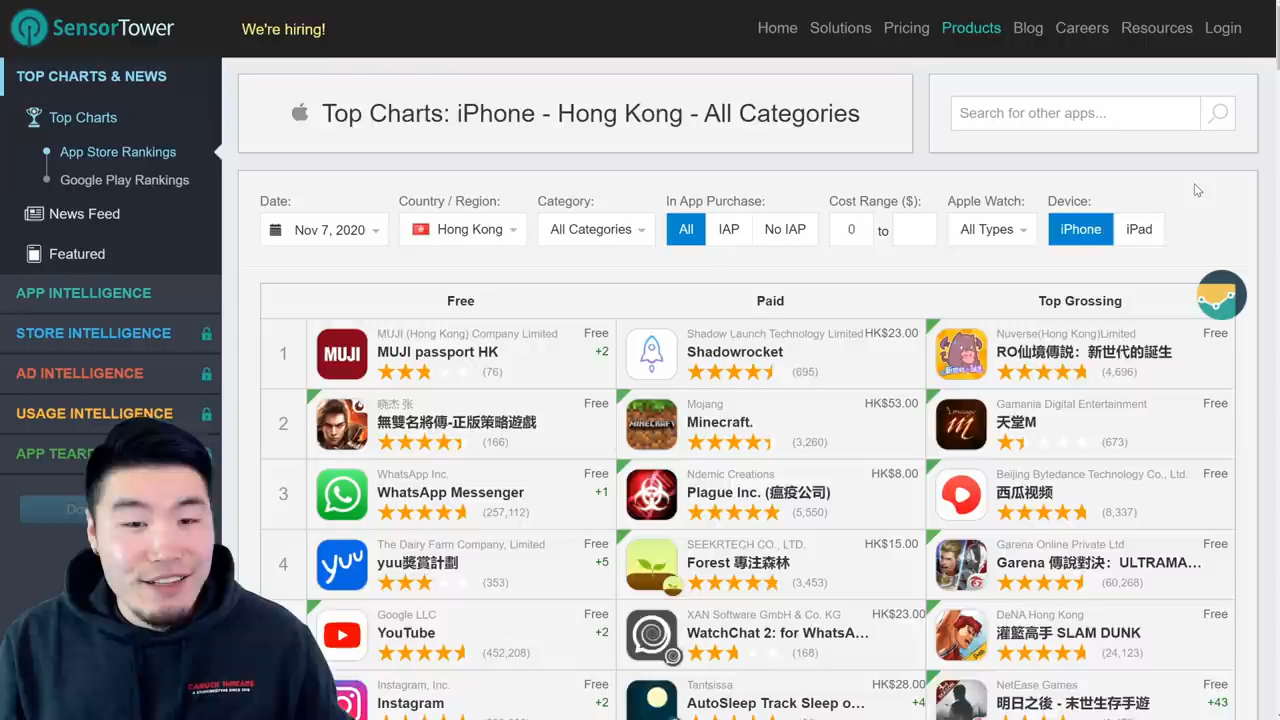 SensorTower
We're hiring!
Home Solutions Pricing Products Blog Careers Resources Login
TOP CHARTS & NEWS
Top Charts
App Store Rankings
Google Play Rankings
News Feed
Featured
APP INTELLIGENCE
STORE INTELLIGENCE
AD INTELLIGENCE
USAGE INTELLIGENCE
Top Charts: iPhone - Hong Kong - All Categories
Search for other apps...
Date: Country / Region: Category: In App Purchase: Cost Range ($): Apple Watch: Device:
Nov 7, 2020 Hong Kong All Categories All IAP No IAP 0 to All Types iPhone iPad
Free Paid Top Grossing
1
MUJI
MUJI (Hong Kong) Company Limited Free
MUJI passport HK +2
(76)
Shadow Launch Technology Limited HK$23.00
Shadowrocket
(695)
Nuverse(Hong Kong)Limited Free
RO仙境傳說：新世代的誕生
(4,696)
2
晓杰 张 Free
無雙名將傳-正版策略遊戲
(166)
MINECRAFT
Mojang HK$53.00
Minecraft.
(3,260)
Gamania Digital Entertainment Free
天堂M
(673)
3
WhatsApp Inc. Free
WhatsApp Messenger +1
(257,112)
Ndemic Creations HK$8.00
Plague Inc. (瘟疫公司)
(5,550)
Beijing Bytedance Technology Co., Ltd. Free
西瓜视频
(8,337)
4
yuu
The Dairy Farm Company, Limited Free
yuu獎賞計劃 +5
(353)
SEEKRTECH CO., LTD. HK$15.00
Forest 專注森林
(3,453)
Garena Online Private Ltd Free
Garena 傳說對決：ULTRAMA...
(60,268)
Google LLC Free
YouTube +2
(452,208)
XAN Software GmbH & Co. KG HK$23.00
WatchChat 2: for WhatsA...
(168)
DeNA Hong Kong Free
灌籃高手 SLAM DUNK
(24,123)
Instagram, Inc. Free
Instagram +2
Tantsissa HK$28.00
AutoSleep Track Sleep o... +4
NetEase Games Free
明日之後 - 末世生存手遊 +43